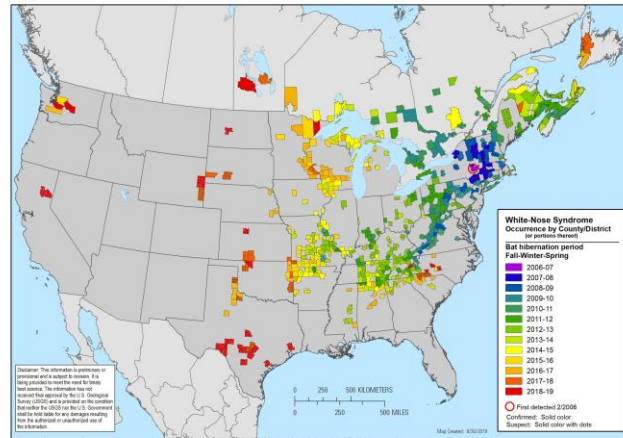 White-Nose Syndrome
Occurrence by County/District
(or portions thereof)
Bat hibernation period
Fall-Winter-Spring
2006-07
2007-08
2008-09
2009-10
2010-11
2011-12
2012-13
2013-14
2014-15
2015-16
2016-17
2017-18
2018-19
First detected 2/2006
Confirmed: Solid color
Suspect: Solid color with dots
Disclaimer: This information is preliminary or
provisional and is subject to revision. It is
being provided to meet the need for timely
best science. The information has not
received final approval by the U.S. Geological
Survey (USGS) and is provided on the condition
that neither the USGS nor the U.S. Government
shall be held liable for any damages resulting
from the authorized or unauthorized use of
the information.
0 250 500 KILOMETERS
0 250 500 MILES
Map Created: 8/30/2019